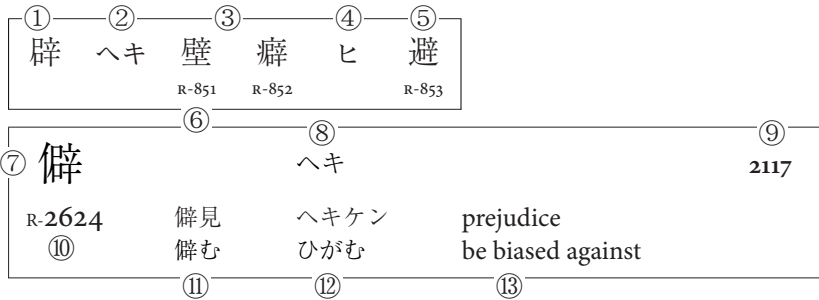 ① ② ③ ④ ⑤
辟 ヘキ 壁 癖 ヒ 避
R-851 R-852 R-853
⑥ ⑧ ⑨
⑦ 僻 ヘキ 2117
R-2624 僻見 ヘキケン prejudice
⑩ 僻む ひがむ be biased against
⑪ ⑫ ⑬